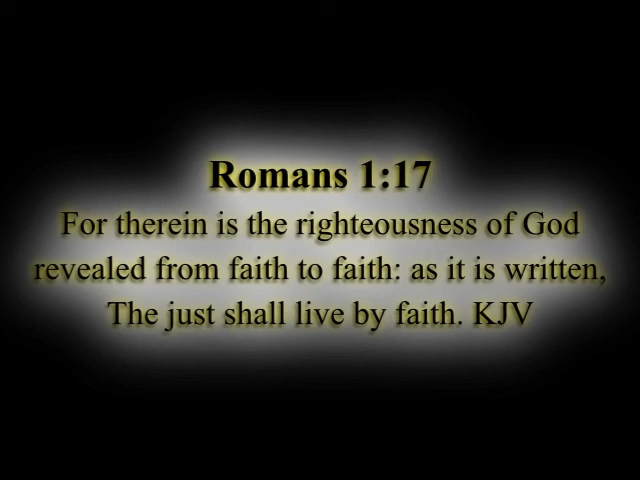 Romans 1:17
For therein is the righteousness of God
revealed from faith to faith: as it is written,
The just shall live by faith. KJV